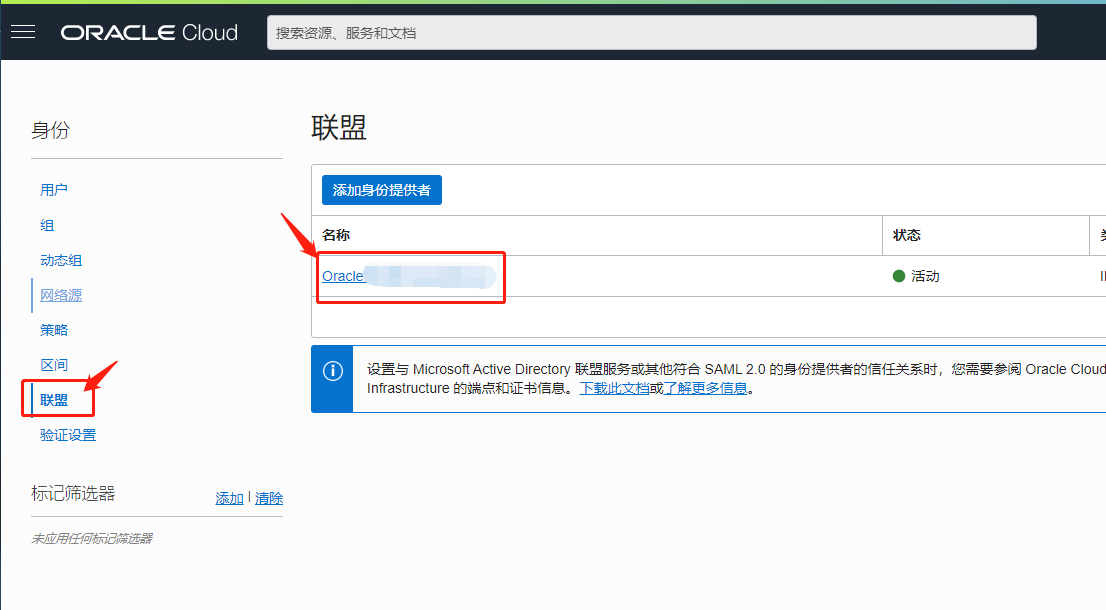 ORACLE Cloud
搜索资源、服务和文档
身份
用户
组
动态组
网络源
策略
区间
联盟
验证设置
标记筛选器
添加 | 清除
未应用任何标记筛选器
联盟
添加身份提供者
名称 状态
Oracle 活动
设置与 Microsoft Active Directory 联盟服务或其他符合 SAML 2.0 的身份提供者的信任关系时，您需要参阅 Oracle Cloud
Infrastructure 的端点和证书信息。下载此文档或了解更多信息。